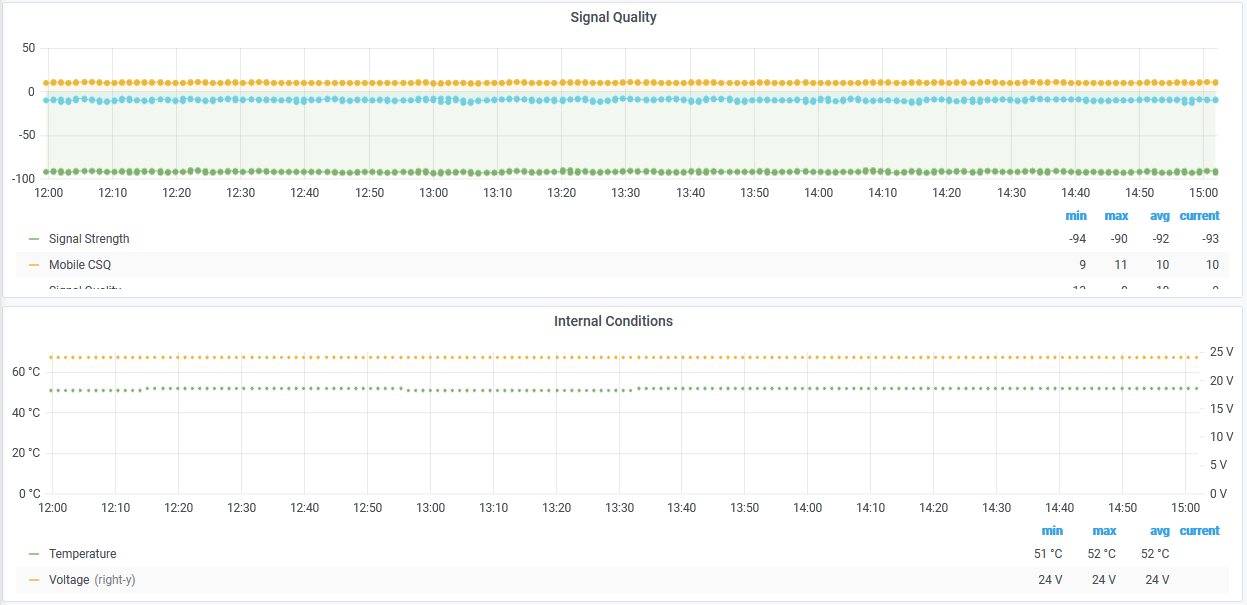 Signal Quality
50
0
-50
-100
12:00 12:10 12:20 12:30 12:40 12:50 13:00 13:10 13:20 13:30 13:40 13:50 14:00 14:10 14:20 14:30 14:40 14:50 15:00
min max avg current
Signal Strength -94 -90 -92 -93
Mobile CSQ 9 11 10 10
Signal Quality
Internal Conditions
60 °C 25 V
40 °C 20 V
20 °C 15 V
0 °C 10 V
5 V
0 V
12:00 12:10 12:20 12:30 12:40 12:50 13:00 13:10 13:20 13:30 13:40 13:50 14:00 14:10 14:20 14:30 14:40 14:50 15:00
min max avg current
Temperature 51 °C 52 °C 52 °C
Voltage (right-y) 24 V 24 V 24 V